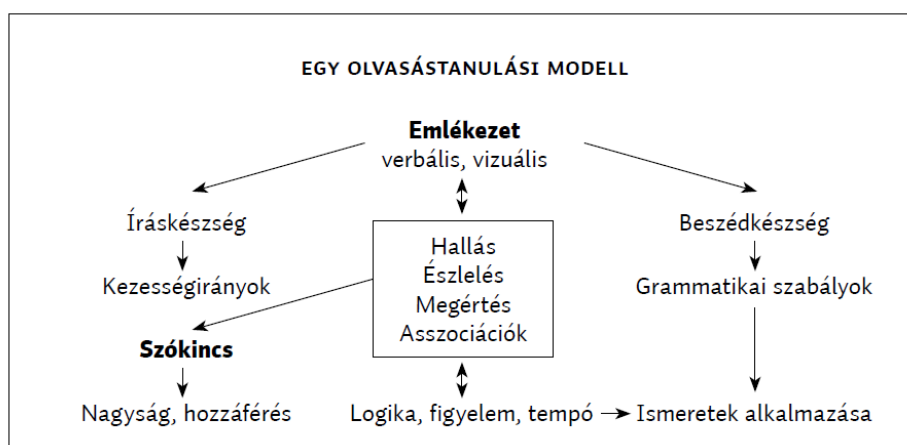 EGY OLVASÁSTANULÁSI MODELL
Emlékezet
verbális, vizuális
Íráskészség
Beszédkészség
Hallás
Észlelés
Megértés
Asszociációk
Kezességirányok
Grammatikai szabályok
Szókincs
Nagyság, hozzáférés
Logika, figyelem, tempó
Ismeretek alkalmazása